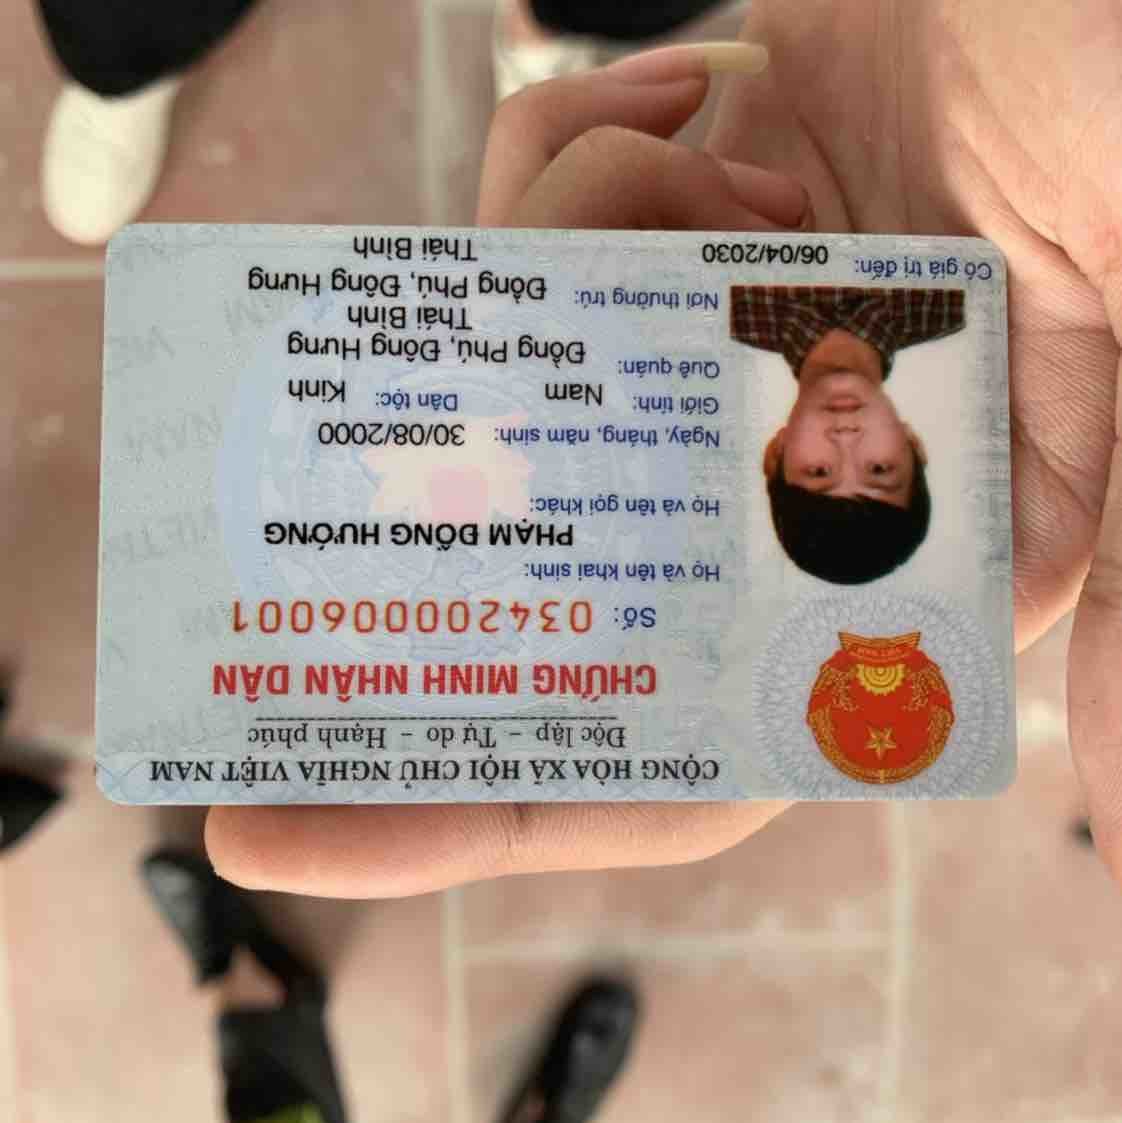 CỘNG HÒA XÃ HỘI CHỦ NGHĨA VIỆT NAM
Độc lập - Tự do - Hạnh phúc
CHỨNG MINH NHÂN DÂN
Số: 034200006001
Họ và tên khai sinh:
PHẠM ĐỒNG HƯỚNG
Họ và tên gọi khác:
Ngày, tháng, năm sinh: 30/08/2000
Giới tính: Nam Dân tộc: Kinh
Quê quán: Đồng Phú, Đông Hưng
Thái Bình
Nơi thường trú: Đồng Phú, Đông Hưng
Thái Bình
Có giá trị đến: 06/04/2030
VIỆT NAM